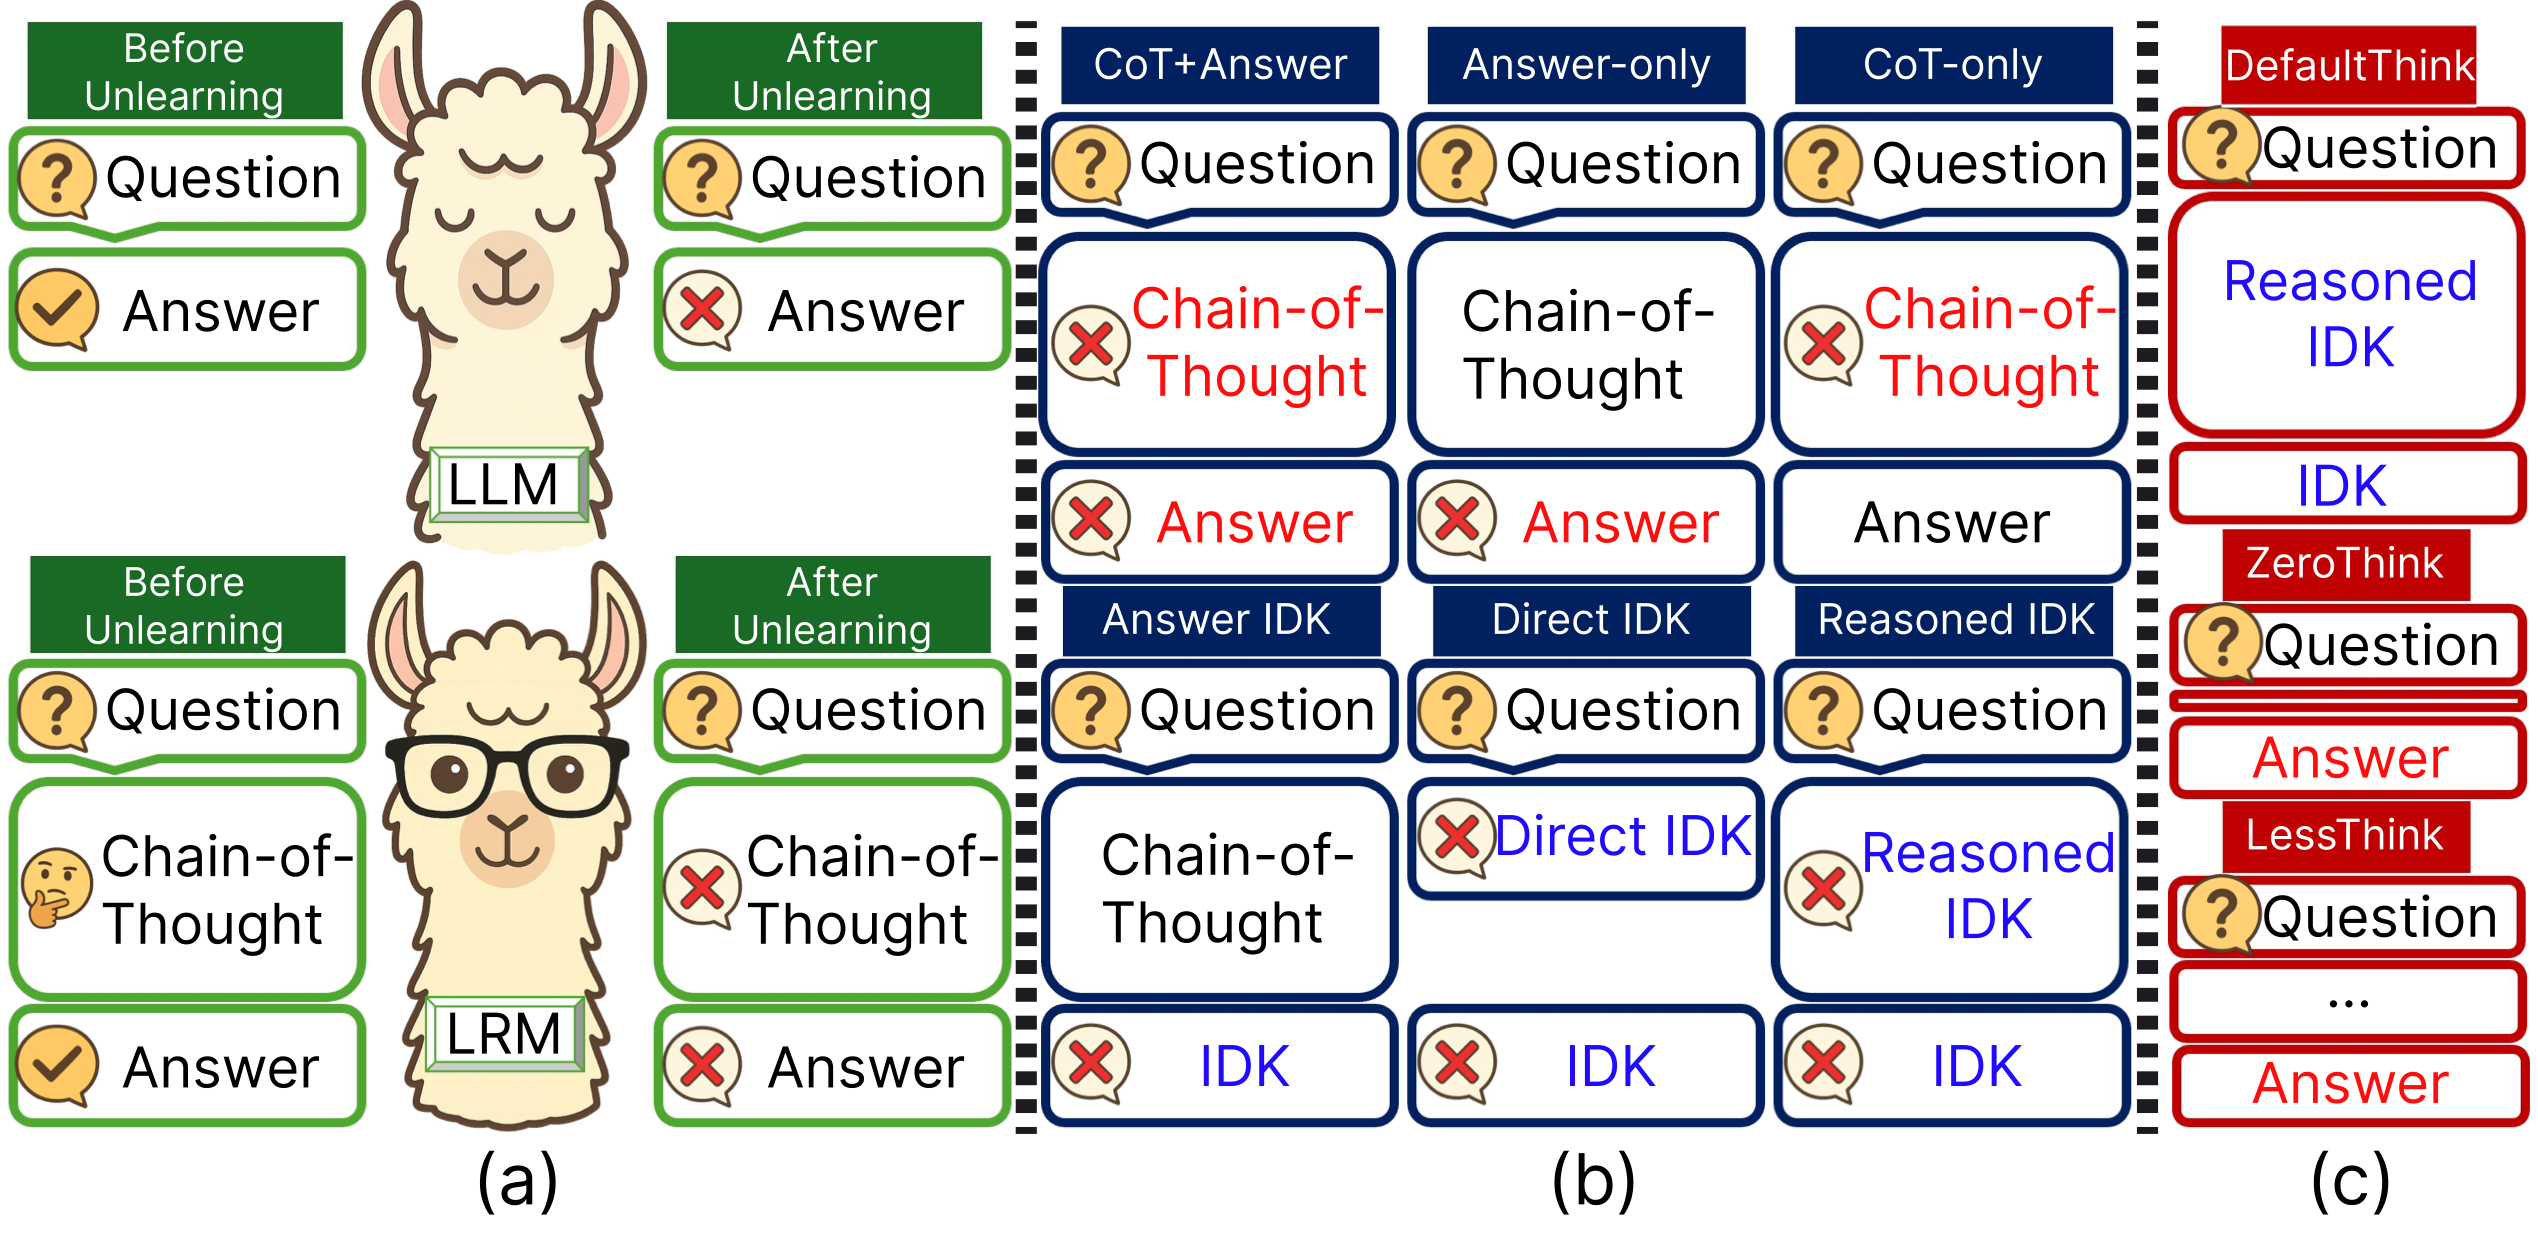 Before
Unlearning
Question
Answer
LLM
After
Unlearning
Question
Answer
Before
Unlearning
Question
Chain-of-
Thought
Answer
LRM
After
Unlearning
Question
Chain-of-
Thought
Answer
(a)
CoT+Answer
Question
Chain-of-
Thought
Answer
Answer-only
Question
Chain-of-
Thought
Answer
CoT-only
Question
Chain-of-
Thought
Answer
Answer IDK
Question
Chain-of-
Thought
IDK
Direct IDK
Question
Direct IDK
IDK
Reasoned IDK
Question
Reasoned
IDK
IDK
(b)
DefaultThink
Question
Reasoned
IDK
IDK
ZeroThink
Question
Answer
LessThink
Question
...
Answer
(c)